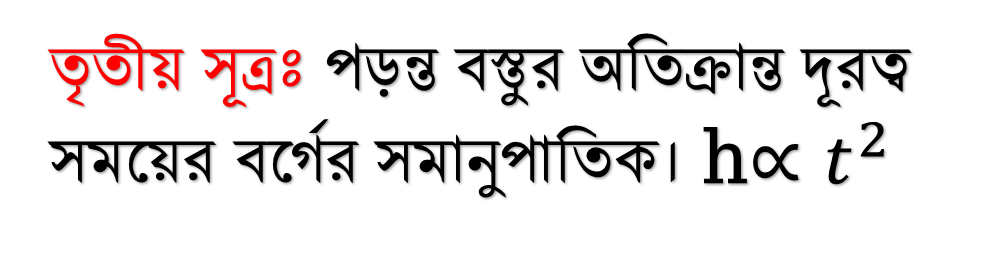 তৃতীয় সূত্রঃ পড়ন্ত বস্তুর অতিক্রান্ত দূরত্ব
সময়ের বর্গের সমানুপাতিক। h∝ t²